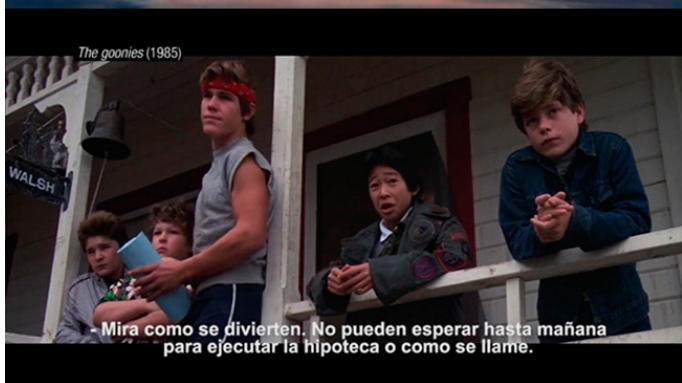 The goonies (1985)
WALSH
- Mira como se divierten. No pueden esperar hasta mañana
para ejecutar la hipoteca o como se llame.